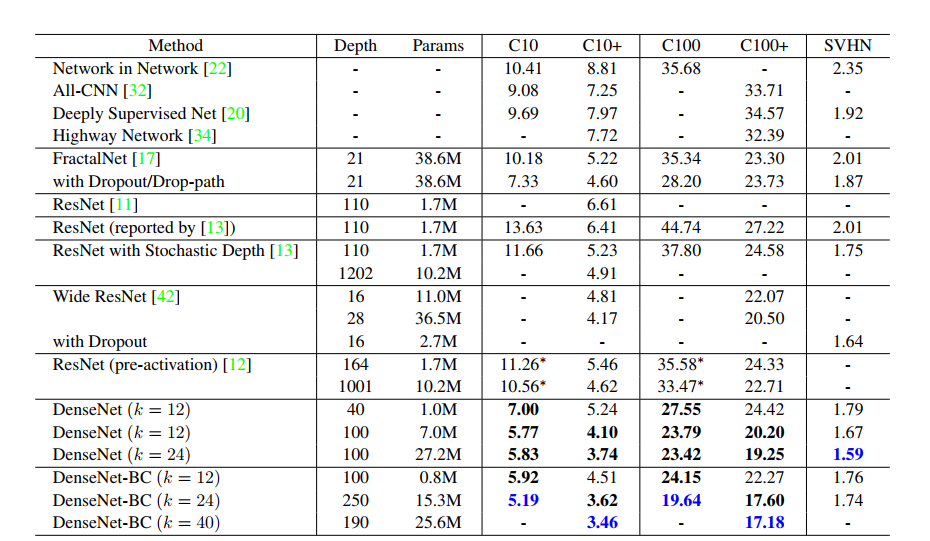 Method Depth Params C10 C10+ C100 C100+ SVHN
Network in Network [22] - - 10.41 8.81 35.68 - 2.35
All-CNN [32] - - 9.08 7.25 - 33.71 -
Deeply Supervised Net [20] - - 9.69 7.97 - 34.57 1.92
Highway Network [34] - - - 7.72 - 32.39 -
FractalNet [17] 21 38.6M 10.18 5.22 35.34 23.30 2.01
with Dropout/Drop-path 21 38.6M 7.33 4.60 28.20 23.73 1.87
ResNet [11] 110 1.7M - 6.61 - - -
ResNet (reported by [13]) 110 1.7M 13.63 6.41 44.74 27.22 2.01
ResNet with Stochastic Depth [13] 110 1.7M 11.66 5.23 37.80 24.58 1.75
1202 10.2M - 4.91 - - -
Wide ResNet [42] 16 11.0M - 4.81 - 22.07 -
28 36.5M - 4.17 - 20.50 -
with Dropout 16 2.7M - - - - 1.64
ResNet (pre-activation) [12] 164 1.7M 11.26* 5.46 35.58* 24.33 -
1001 10.2M 10.56* 4.62 33.47* 22.71 -
DenseNet (k = 12) 40 1.0M 7.00 5.24 27.55 24.42 1.79
DenseNet (k = 12) 100 7.0M 5.77 4.10 23.79 20.20 1.67
DenseNet (k = 24) 100 27.2M 5.83 3.74 23.42 19.25 1.59
DenseNet-BC (k = 12) 100 0.8M 5.92 4.51 24.15 22.27 1.76
DenseNet-BC (k = 24) 250 15.3M 5.19 3.62 19.64 17.60 1.74
DenseNet-BC (k = 40) 190 25.6M - 3.46 - 17.18 -